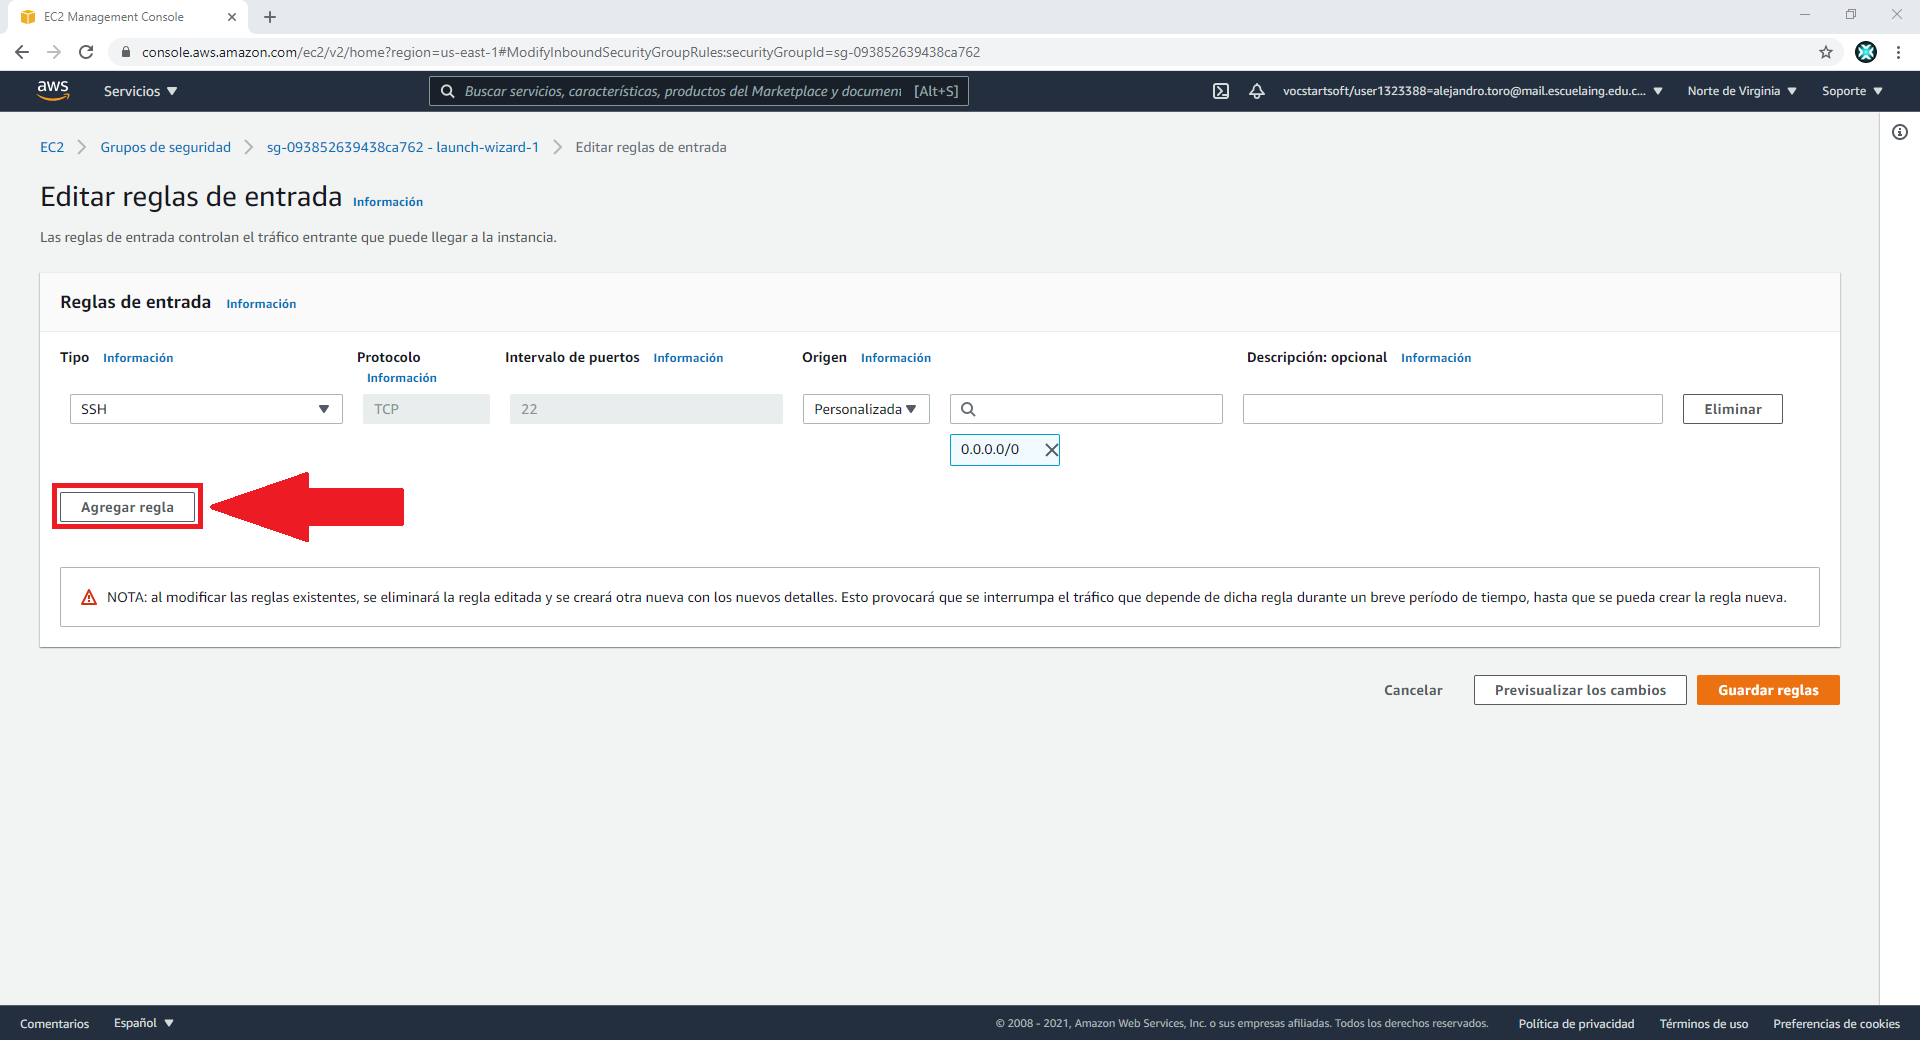 EC2 Management Console
console.aws.amazon.com/ec2/v2/home?region=us-east-1#ModifyInboundSecurityGroupRules:securityGroupId=sg-093852639438ca762
aws Servicios Buscar servicios, características, productos del Marketplace y documen [Alt+S] vocstartsoft/user1323388=alejandro.toro@mail.escuelaing.edu.c... Norte de Virginia Soporte
EC2 Grupos de seguridad sg-093852639438ca762 - launch-wizard-1 Editar reglas de entrada
Editar reglas de entrada Información
Las reglas de entrada controlan el tráfico entrante que puede llegar a la instancia.
Reglas de entrada Información
Tipo Información Protocolo Intervalo de puertos Información Origen Información Descripción: opcional Información
Información
SSH TCP 22 Personalizada Eliminar
0.0.0.0/0
Agregar regla
NOTA: al modificar las reglas existentes, se eliminará la regla editada y se creará otra nueva con los nuevos detalles. Esto provocará que se interrumpa el tráfico que depende de dicha regla durante un breve período de tiempo, hasta que se pueda crear la regla nueva.
Cancelar Previsualizar los cambios Guardar reglas
Comentarios Español © 2008 - 2021, Amazon Web Services, Inc. o sus empresas afiliadas. Todos los derechos reservados. Política de privacidad Términos de uso Preferencias de cookies